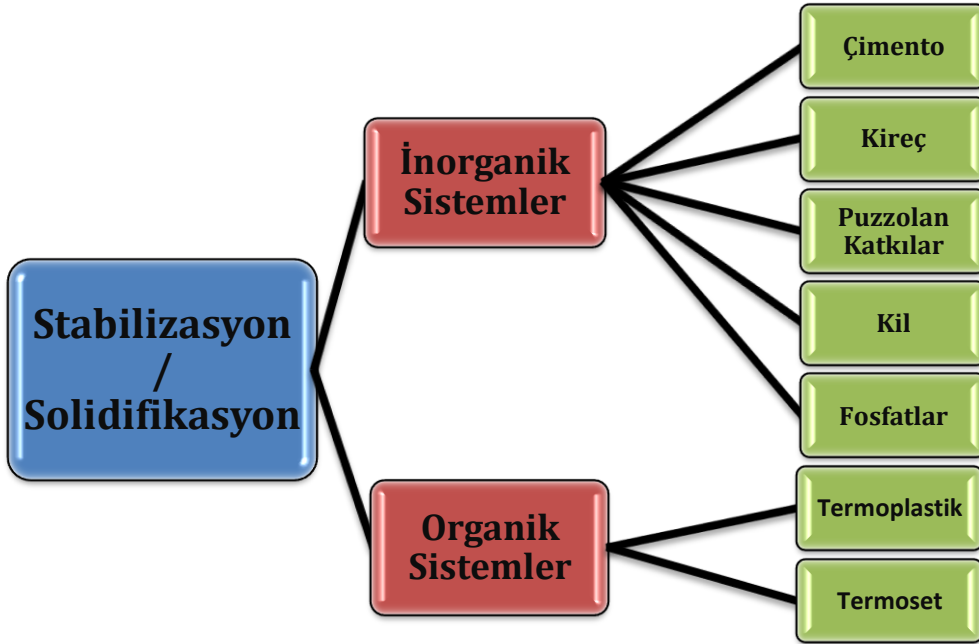 Stabilizasyon
/
Solidifikasyon
İnorganik
Sistemler
Çimento
Kireç
Puzzolan
Katkılar
Kil
Fosfatlar
Organik
Sistemler
Termoplastik
Termoset